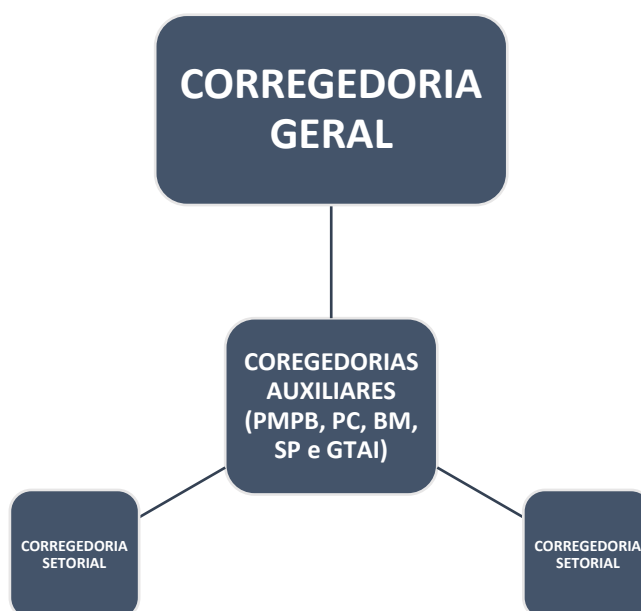 CORREGEDORIA
GERAL
COREGEDORIAS
AUXILIARES
(PMPB, PC, BM,
SP e GTAI)
CORREGEDORIA
SETORIAL
CORREGEDORIA
SETORIAL